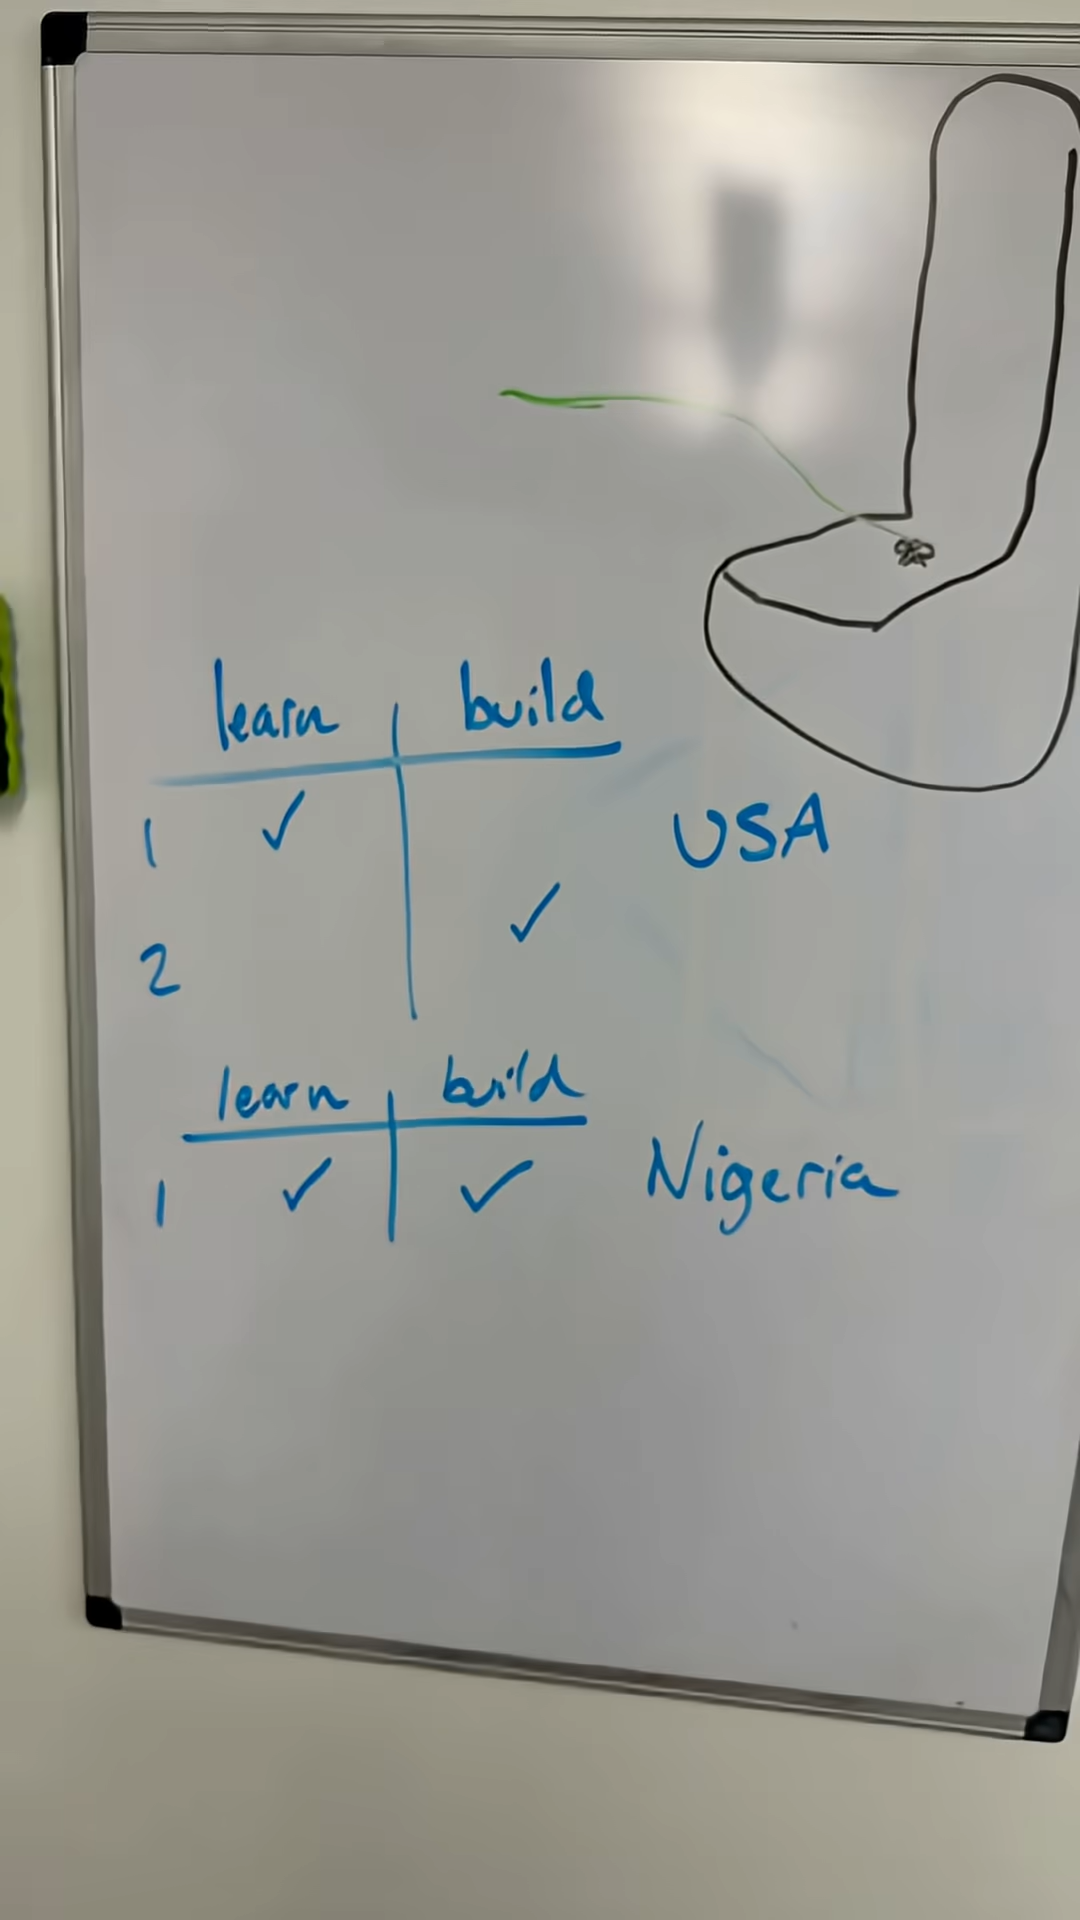 learn build
1 ✓
USA
2 ✓
learn build
1 ✓ ✓ Nigeria